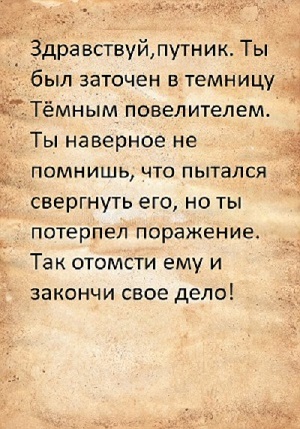 Здравствуй,путник. Ты
был заточен в темницу
Тёмным повелителем.
Ты наверное не
помнишь, что пытался
свергнуть его, но ты
потерпел поражение.
Так отомсти ему и
закончи свое дело!